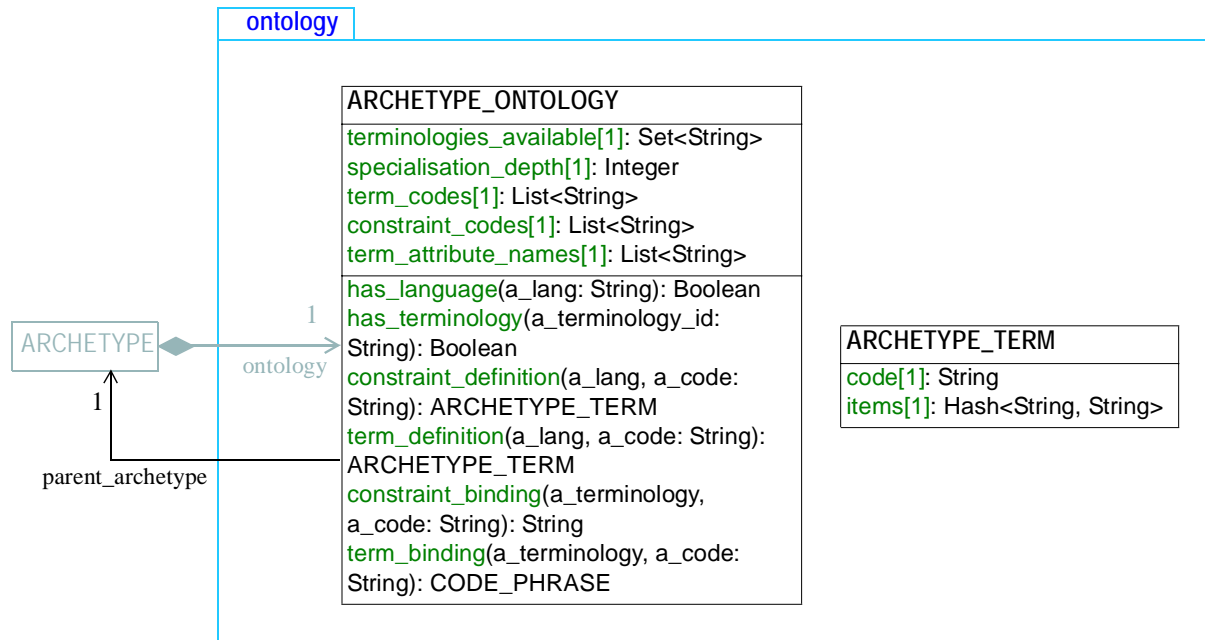 ontology
ARCHETYPE_ONTOLOGY
terminologies_available[1]: Set<String>
specialisation_depth[1]: Integer
term_codes[1]: List<String>
constraint_codes[1]: List<String>
term_attribute_names[1]: List<String>
has_language(a_lang: String): Boolean
has_terminology(a_terminology_id:
String): Boolean
constraint_definition(a_lang, a_code:
String): ARCHETYPE_TERM
term_definition(a_lang, a_code: String):
ARCHETYPE_TERM
constraint_binding(a_terminology,
a_code: String): String
term_binding(a_terminology, a_code:
String): CODE_PHRASE
ARCHETYPE
1
ontology
1
parent_archetype
ARCHETYPE_TERM
code[1]: String
items[1]: Hash<String, String>